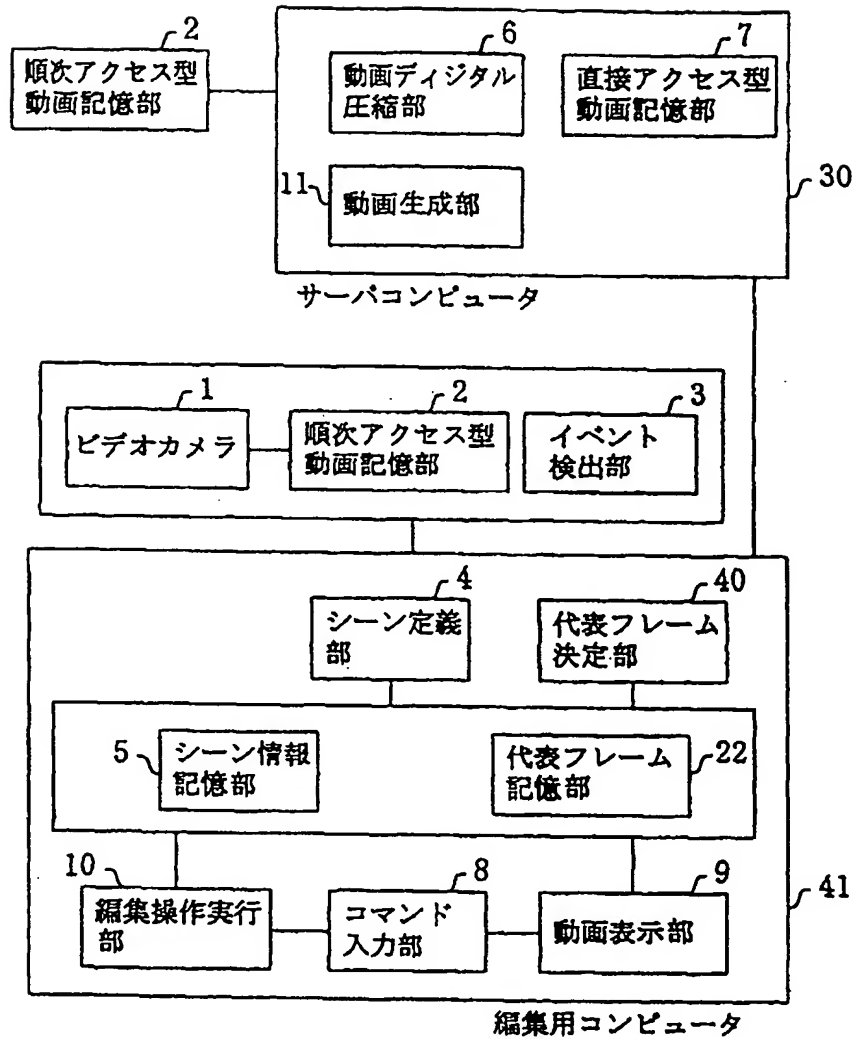 2
順次アクセス型
動画記憶部
6
動画ディジタル
圧縮部
7
直接アクセス型
動画記憶部
11
動画生成部
30
サーバコンピュータ
1
ビデオカメラ
2
順次アクセス型
動画記憶部
3
イベント
検出部
4
シーン定義
部
40
代表フレーム
決定部
5
シーン情報
記憶部
代表フレーム
記憶部
22
10
編集操作実行
部
8
コマンド
入力部
9
動画表示部
41
編集用コンピュータ